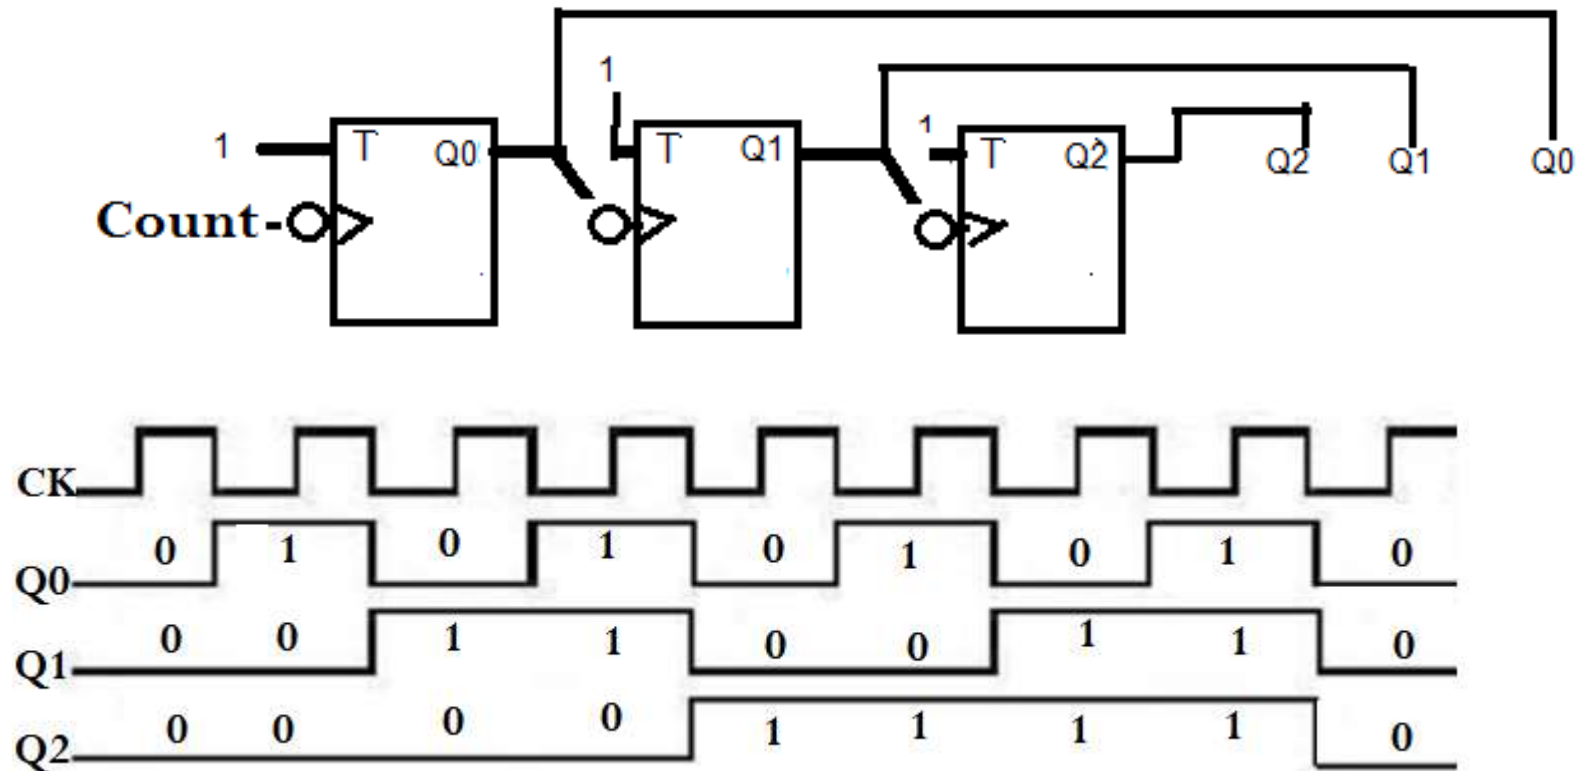 1
1 T Q0 T Q1 1 T Q2 Q2 Q1 Q0
Count
CK
0 1 0 1 0 1 0 1 0
Q0
0 0 1 1 0 0 1 1 0
Q1
0 0 0 0 1 1 1 1 0
Q2